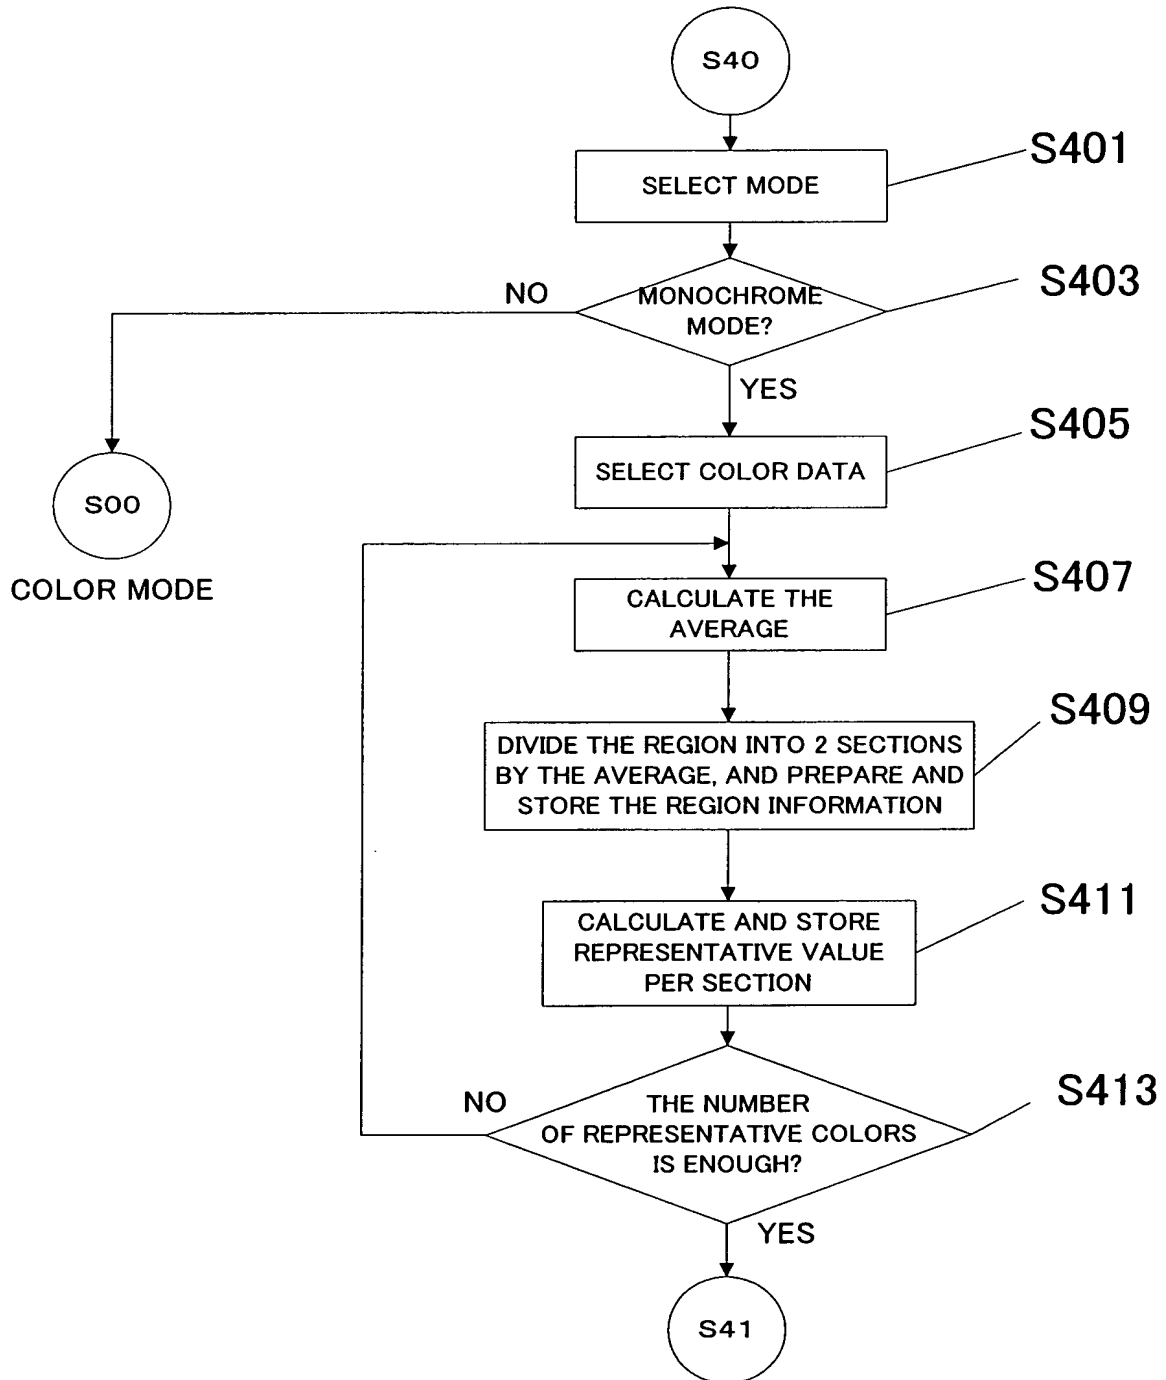 S40
S401
SELECT MODE
S403
NO
MONOCHROME
MODE?
YES
S405
SELECT COLOR DATA
S00
COLOR MODE
S407
CALCULATE THE
AVERAGE
S409
DIVIDE THE REGION INTO 2 SECTIONS
BY THE AVERAGE, AND PREPARE AND
STORE THE REGION INFORMATION
S411
CALCULATE AND STORE
REPRESENTATIVE VALUE
PER SECTION
S413
NO
THE NUMBER
OF REPRESENTATIVE COLORS
IS ENOUGH?
YES
S41